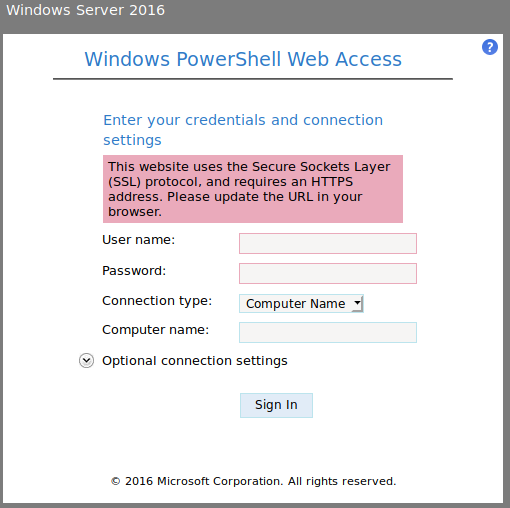 Windows Server 2016
?
Windows PowerShell Web Access
Enter your credentials and connection
settings
This website uses the Secure Sockets Layer
(SSL) protocol, and requires an HTTPS
address. Please update the URL in your
browser.
User name:
Password:
Connection type: Computer Name
Computer name:
Optional connection settings
Sign In
© 2016 Microsoft Corporation. All rights reserved.